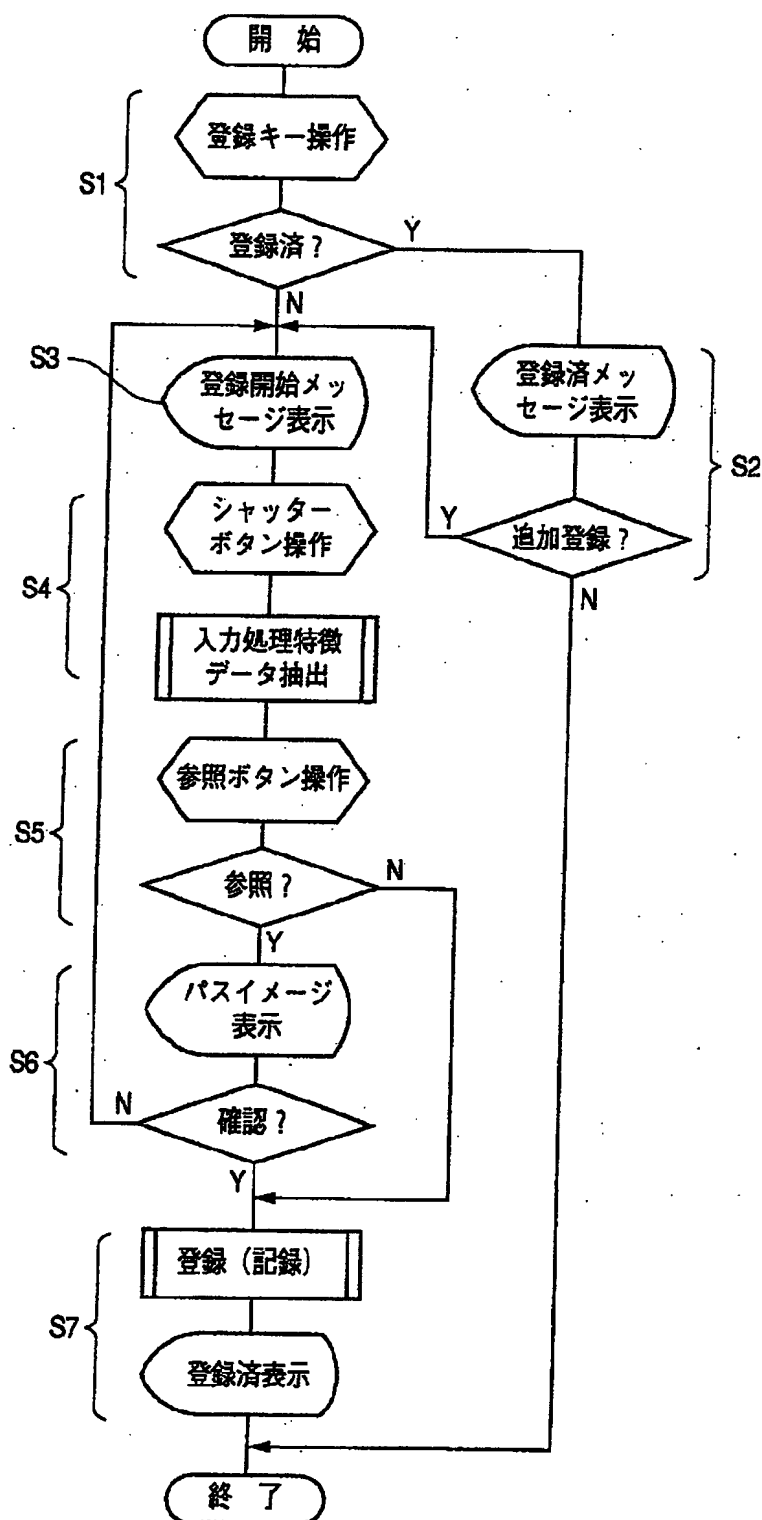 開 始
登録キー操作
S1
登録済?
Y
N
S3
登録開始メッ
セージ表示
登録済メッ
セージ表示
S2
シャッター
ボタン操作
S4
Y
追加登録?
N
入力処理特徴
データ抽出
参照ボタン操作
S5
参照?
N
Y
パスイメージ
表示
S6
N
確認?
Y
登録(記録)
S7
登録済表示
終 了